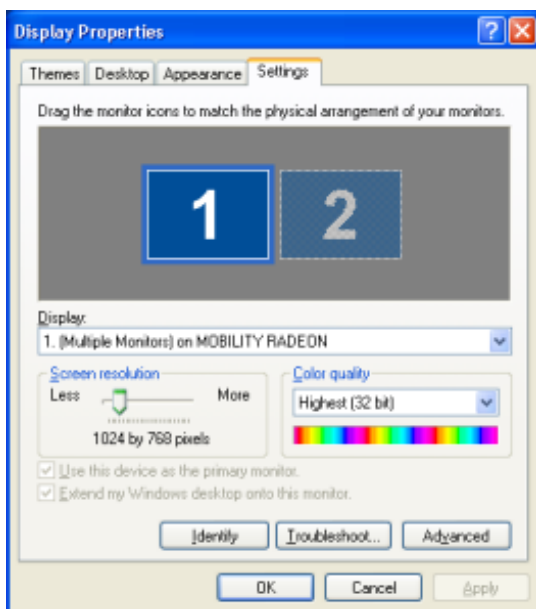 Display Properties
Themes Desktop Appearance Settings
Drag the monitor icons to match the physical arrangement of your monitors.
1 2
Display:
1. (Multiple Monitors) on MOBILITY RADEON
Screen resolution Color quality
Less More Highest (32 bit)
1024 by 768 pixels
Use this device as the primary monitor.
Extend my Windows desktop onto this monitor.
Identify Troubleshoot... Advanced
OK Cancel Apply